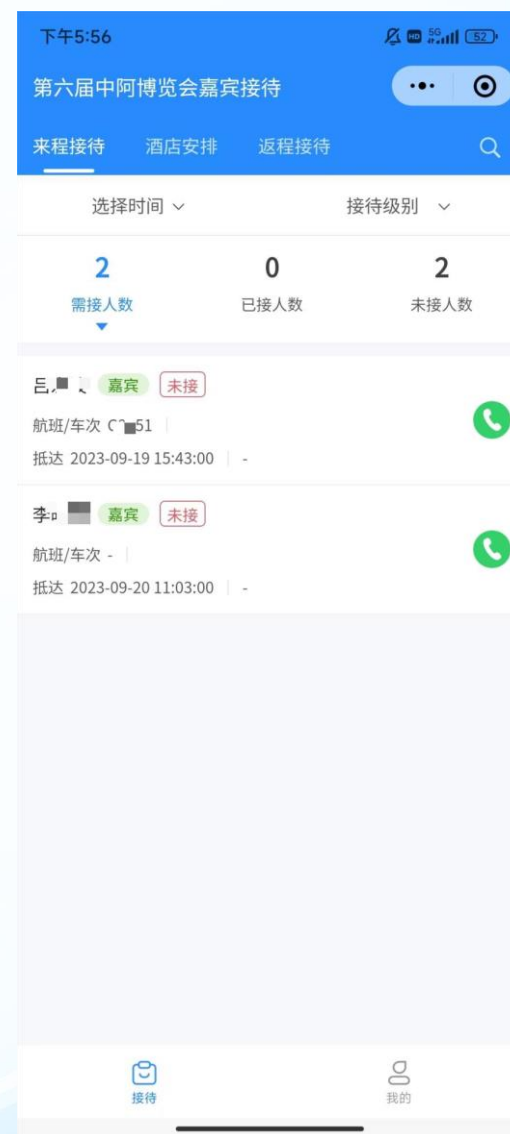 下午5:56
HD 5G 52
第六届中阿博览会嘉宾接待
来程接待 酒店安排 返程接待
选择时间 接待级别
2 0 2
需接人数 已接人数 未接人数
嘉宾 未接
航班/车次 51
抵达 2023-09-19 15:43:00 -
李 嘉宾 未接
航班/车次 -
抵达 2023-09-20 11:03:00 -
接待 我的